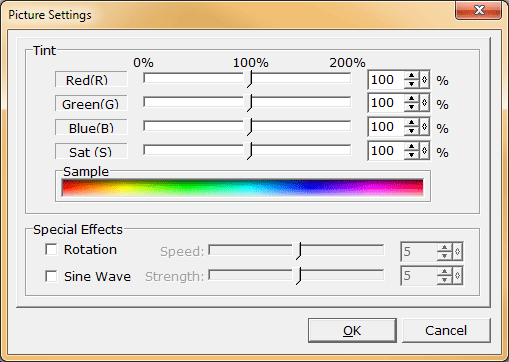 Picture Settings
Tint
0% 100% 200%
Red(R) 100 %
Green(G) 100 %
Blue(B) 100 %
Sat (S) 100 %
Sample
Special Effects
Rotation Speed: 5
Sine Wave Strength: 5
OK Cancel